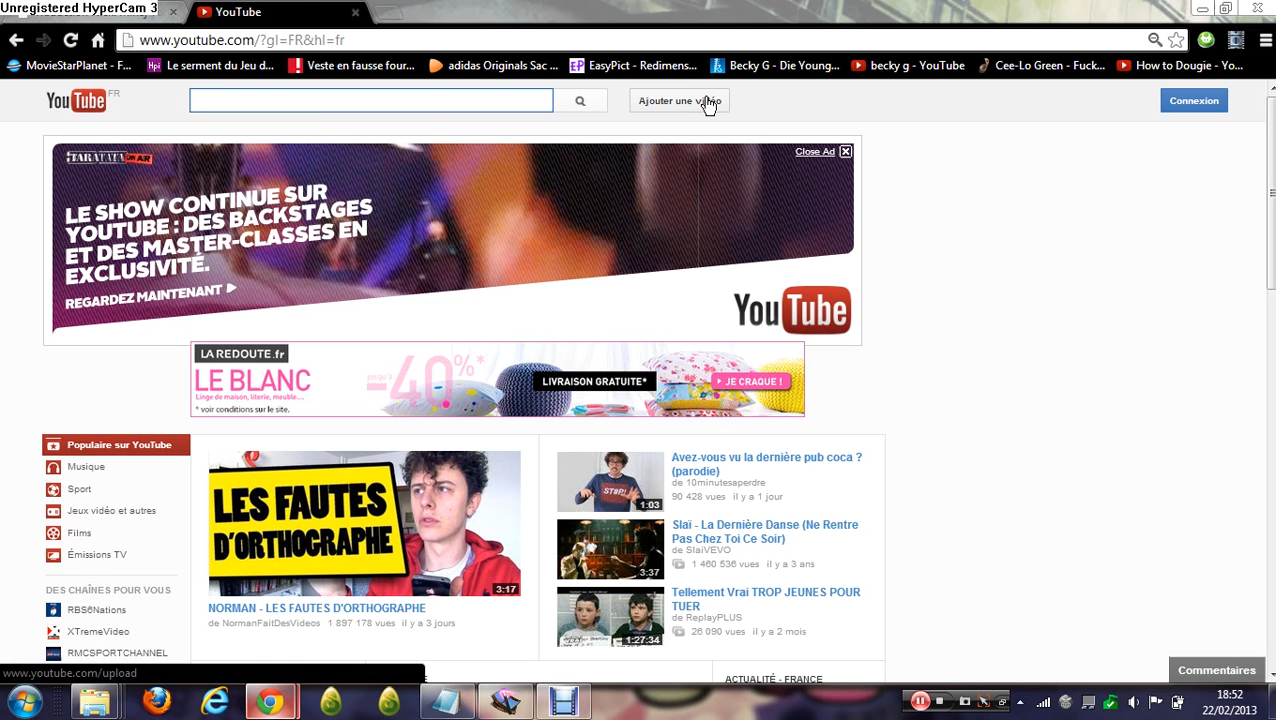 Unregistered HyperCam 3
YouTube
www.youtube.com/?gl=FR&hl=fr
MovieStarPlanet - F...
Le serment du Jeu d...
Veste en fausse four...
adidas Originals Sac ...
EasyPict - Redimens...
Becky G - Die Young...
becky g - YouTube
Cee-Lo Green - Fuck...
How to Dougie - Yo...
YouTube FR
Ajouter une vidéo
Connexion
TARATATA ON AIR
Close Ad
LE SHOW CONTINUE SUR
YOUTUBE : DES BACKSTAGES
ET DES MASTER-CLASSES EN
EXCLUSIVITÉ.
REGARDEZ MAINTENANT
YouTube
LA REDOUTE.fr
LE BLANC
Linge de maison, literie, meuble....
* voir conditions sur le site.
jusqu'à
-40%*
LIVRAISON GRATUITE*
JE CRAQUE !
Populaire sur YouTube
Musique
Sport
Jeux vidéo et autres
Films
Émissions TV
DES CHAÎNES POUR VOUS
RBS6Nations
XTremeVideo
RMCSPORTCHANNEL
LES FAUTES
D'ORTHOGRAPHE
3:17
NORMAN - LES FAUTES D'ORTHOGRAPHE
de NormanFaitDesVideos 1 897 178 vues il y a 3 jours
STOP!
1:03
Avez-vous vu la dernière pub coca ?
(parodie)
de 10minutesaperdre
90 428 vues il y a 1 jour
3:37
Slaï - La Dernière Danse (Ne Rentre
Pas Chez Toi Ce Soir)
de SlaiVEVO
1 460 536 vues il y a 3 ans
1:27:34
Tellement Vrai TROP JEUNES POUR
TUER
de ReplayPLUS
26 090 vues il y a 2 mois
ACTUALITÉ - FRANCE
Commentaires
www.youtube.com/upload
18:52
22/02/2013